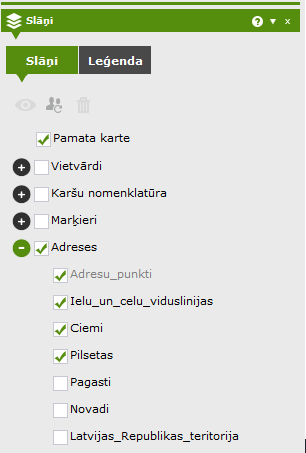 Slāņi
Slāņi Leģenda
Pamata karte
Vietvārdi
Karšu nomenklatūra
Marķieri
Adreses
Adresu_punkti
Ielu_un_celu_viduslinijas
Ciemi
Pilsetas
Pagasti
Novadi
Latvijas_Republikas_teritorija